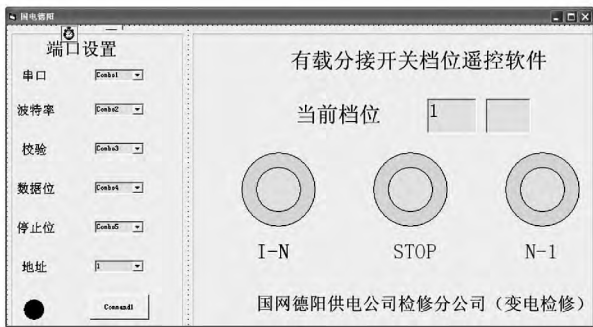 国电德阳
端口设置
串口 Combo1
波特率 Combo2
校验 Combo3
数据位 Combo4
停止位 Combo5
地址 1
Command1
有载分接开关档位遥控软件
当前档位 1
I-N STOP N-1
国网德阳供电公司检修分公司（变电检修）